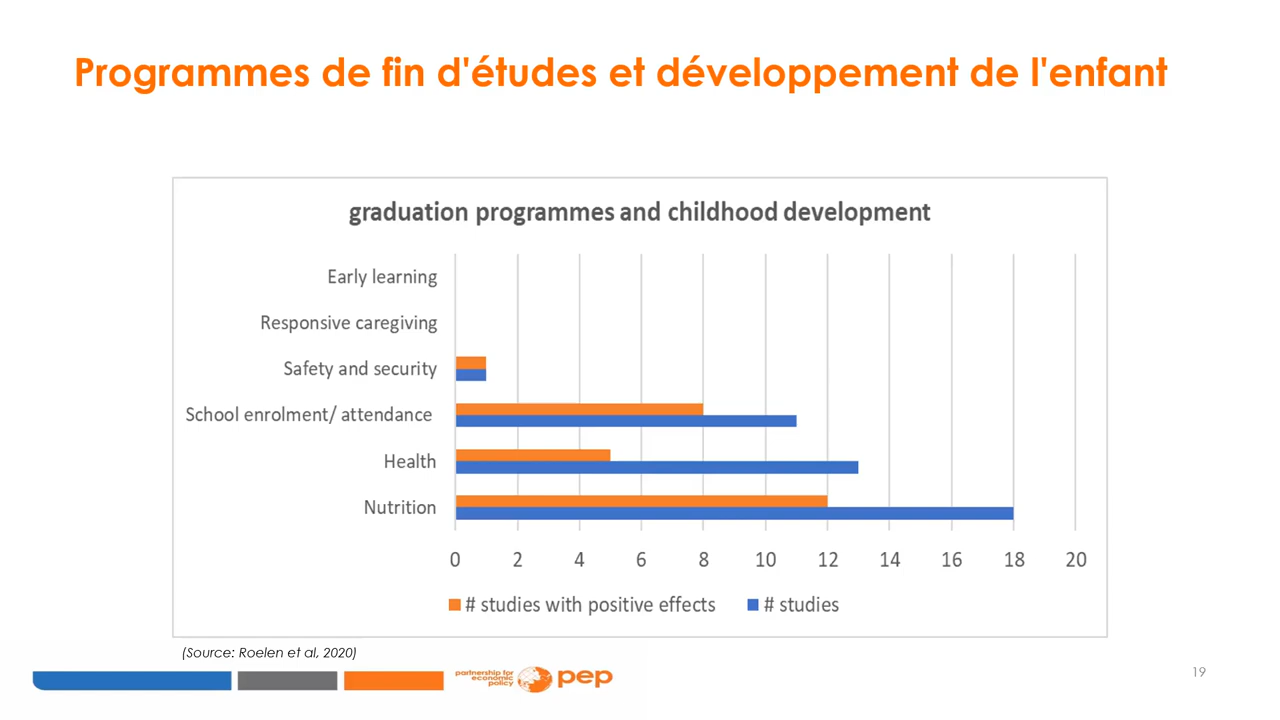 Programmes de fin d'études et développement de l'enfant
graduation programmes and childhood development
Early learning
Responsive caregiving
Safety and security
School enrolment/ attendance
Health
Nutrition
0 2 4 6 8 10 12 14 16 18 20
# studies with positive effects # studies
(Source: Roelen et al, 2020)
partnership for
economic
policy
pep
19